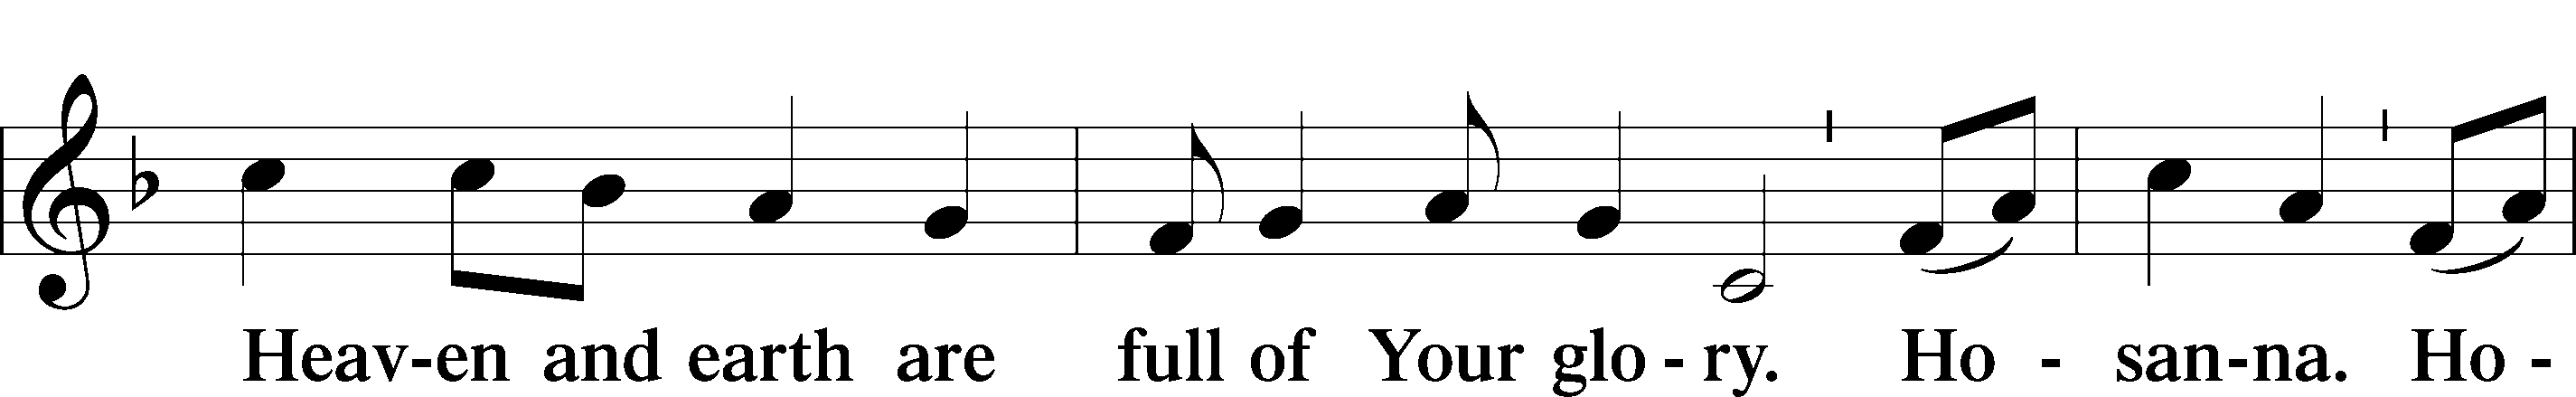 Heav-en and earth are full of Your glo - ry. Ho - san-na. Ho -